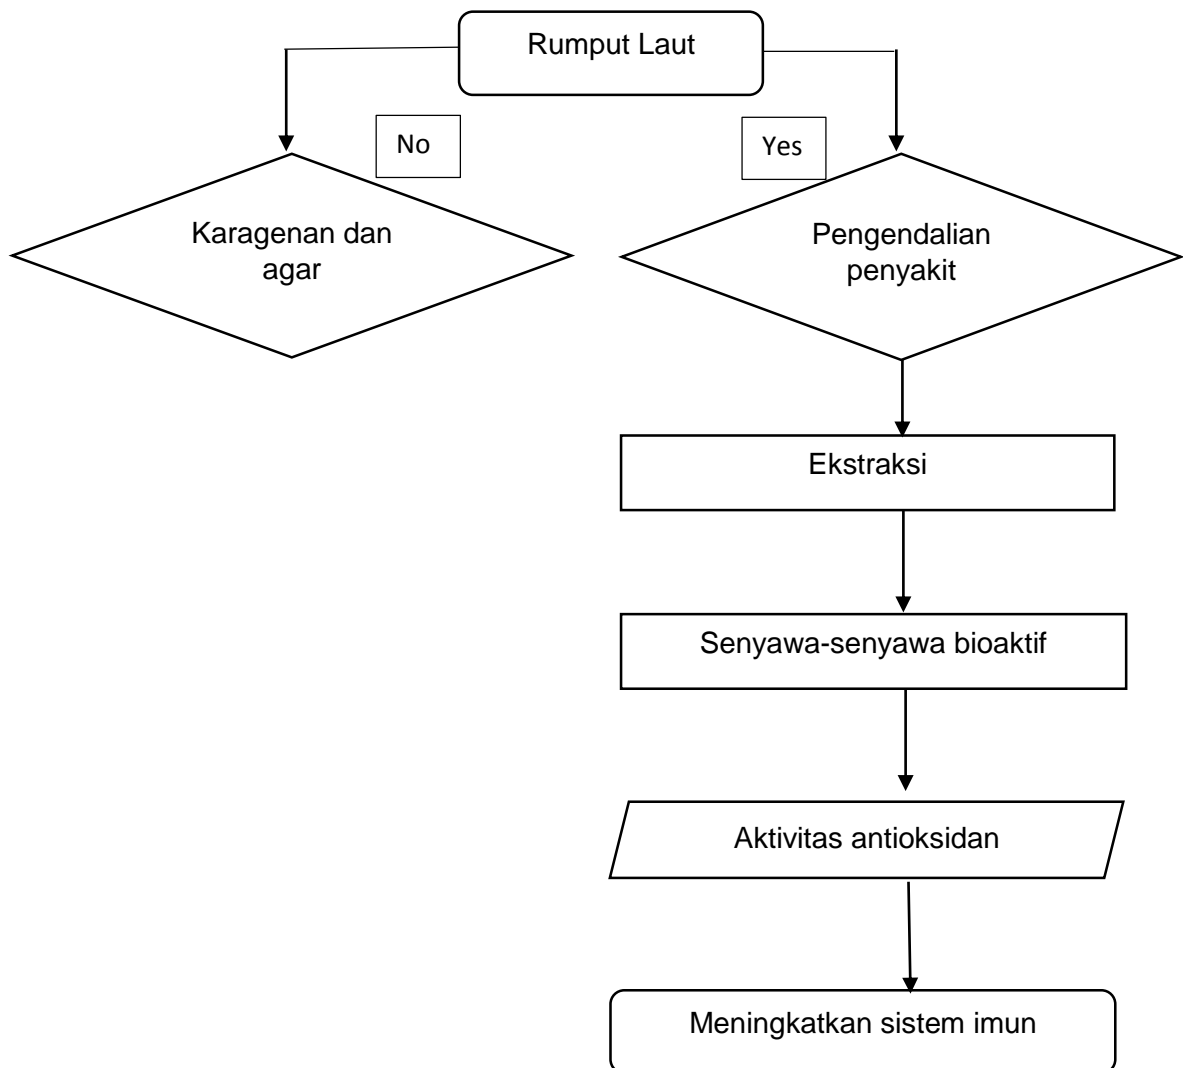 Rumput Laut
No
Yes
Karagenan dan
agar
Pengendalian
penyakit
Ekstraksi
Senyawa-senyawa bioaktif
Aktivitas antioksidan
Meningkatkan sistem imun